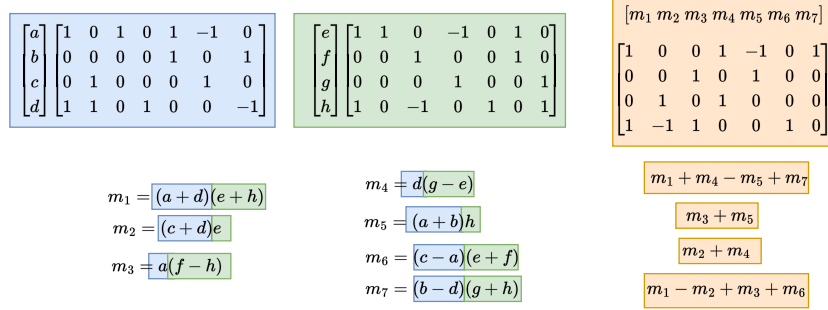 [a] [1 0 1 0 1 -1 0]
[b] [0 0 0 0 1 0 1]
[c] [0 1 0 0 0 1 0]
[d] [1 1 0 1 0 0 -1]
[e] [1 1 0 -1 0 1 0]
[f] [0 0 1 0 0 1 0]
[g] [0 0 0 1 0 0 1]
[h] [1 0 -1 0 1 0 1]
[m₁ m₂ m₃ m₄ m₅ m₆ m₇]
[1 0 0 1 -1 0 1]
[0 0 1 0 1 0 0]
[0 1 0 1 0 0 0]
[1 -1 1 0 0 1 0]
m₁ = (a + d)(e + h)
m₂ = (c + d)e
m₃ = a(f − h)
m₄ = d(g − e)
m₅ = (a + b)h
m₆ = (c − a)(e + f)
m₇ = (b − d)(g + h)
m₁ + m₄ − m₅ + m₇
m₃ + m₅
m₂ + m₄
m₁ − m₂ + m₃ + m₆